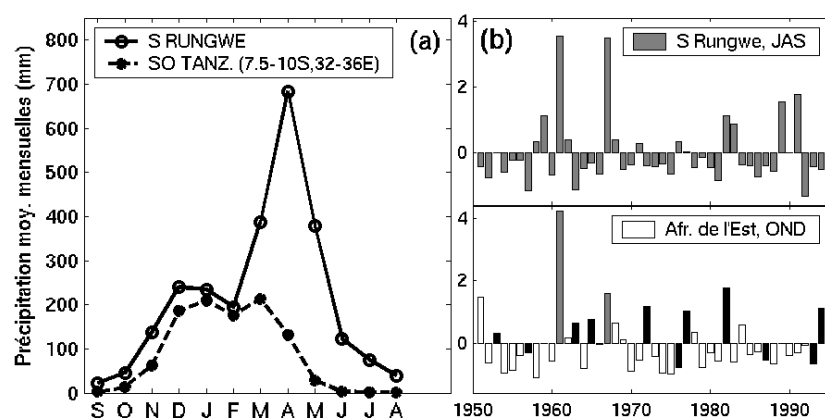 Précipitation moy. mensuelles (mm)
800
700
600
500
400
300
200
100
0
S O N D J F M A M J J A
S RUNGWE
SO TANZ. (7.5-10S,32-36E)
(a)
(b)
4
2
0
S Rungwe, JAS
4
2
0
Afr. de l'Est, OND
1950 1960 1970 1980 1990